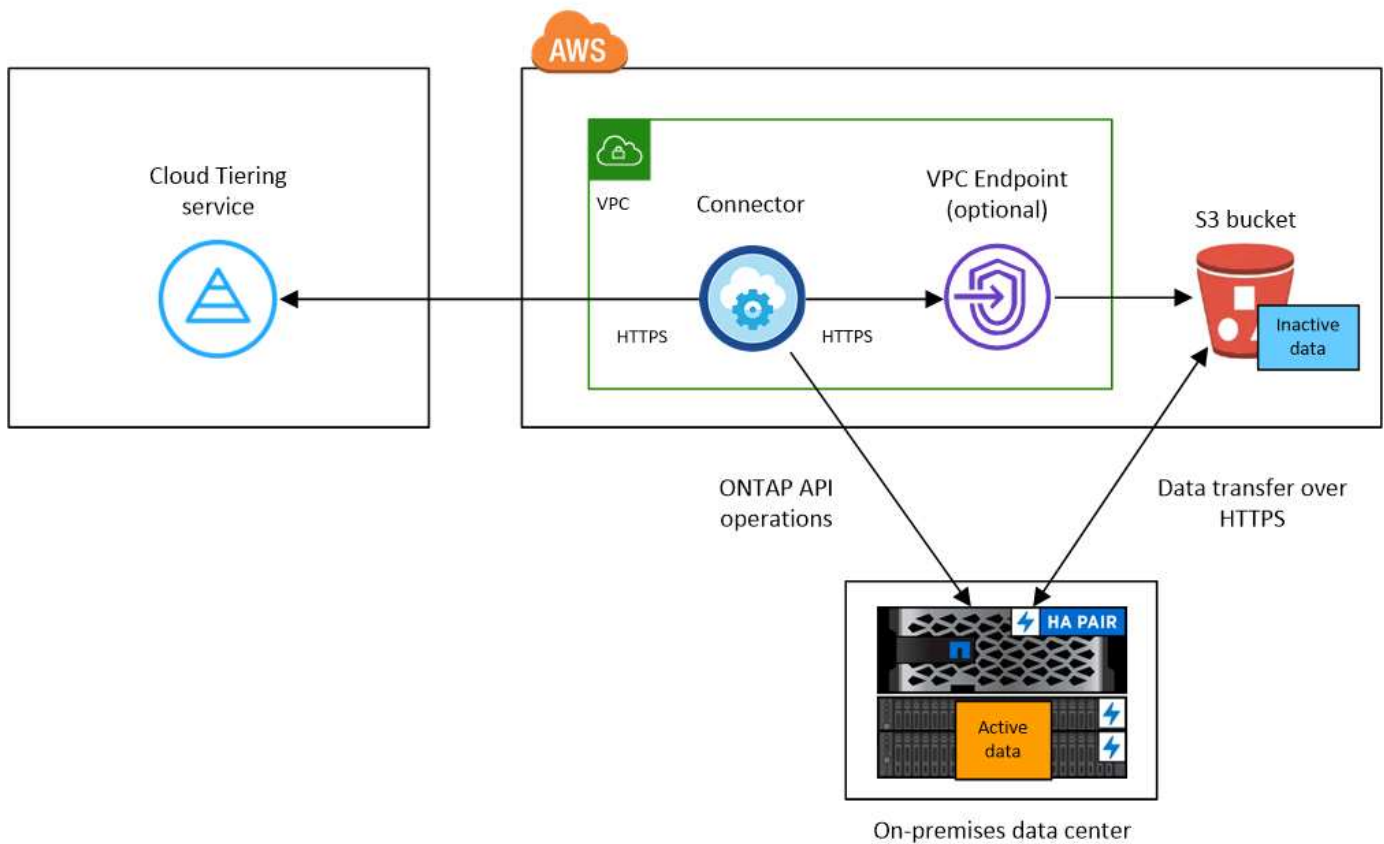 AWS
Cloud Tiering
service
VPC
Connector
VPC Endpoint
(optional)
S3 bucket
Inactive
data
HTTPS
HTTPS
ONTAP API
operations
Data transfer over
HTTPS
HA PAIR
Active
data
On-premises data center